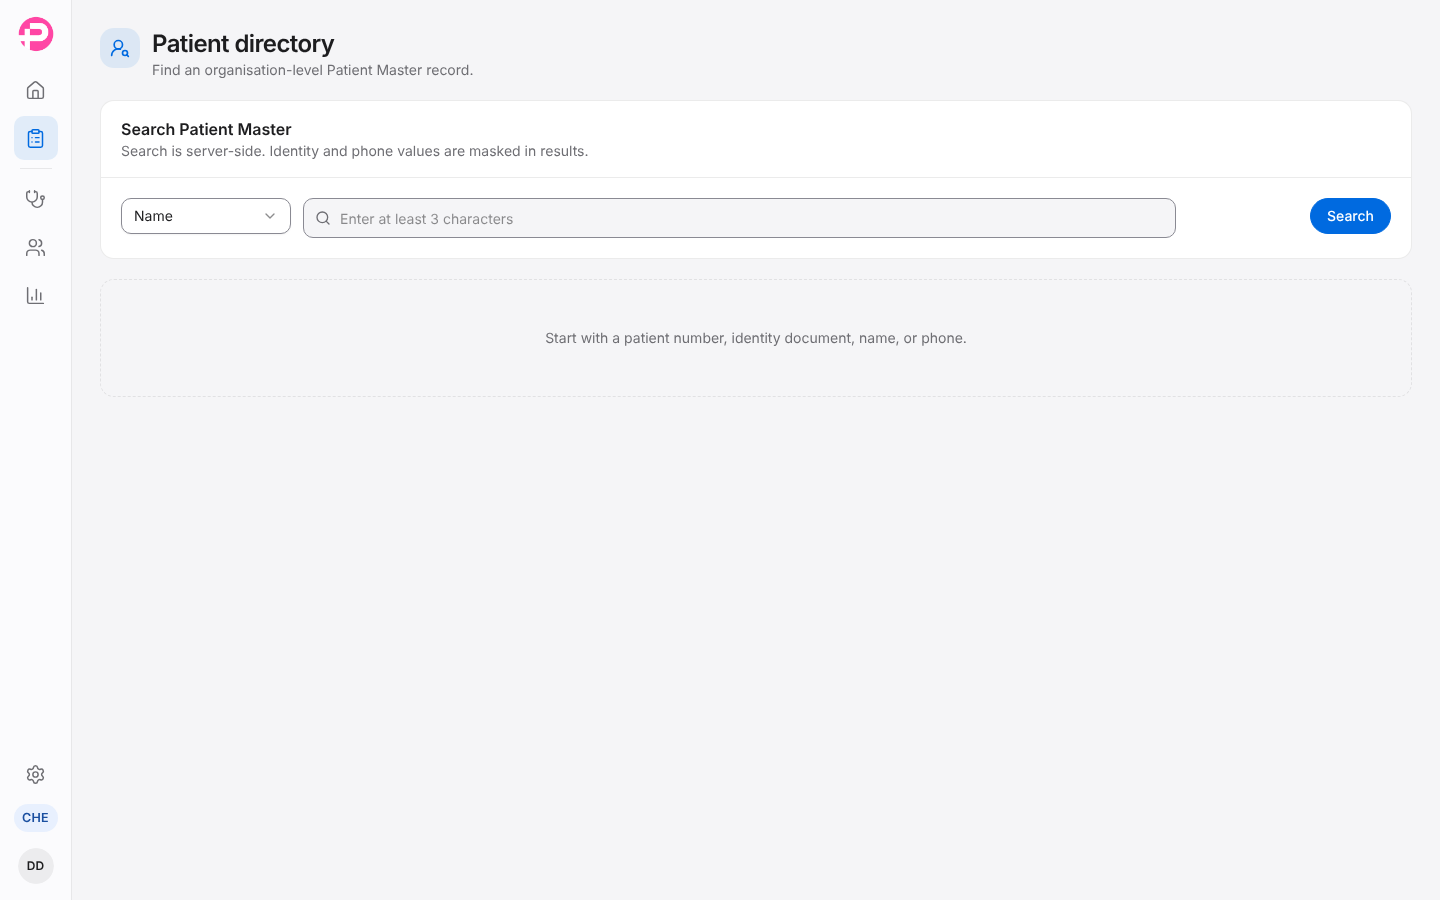 Patient directory
Find an organisation-level Patient Master record.
Search Patient Master
Search is server-side. Identity and phone values are masked in results.
Name
Enter at least 3 characters
Search
Start with a patient number, identity document, name, or phone.
CHE
DD